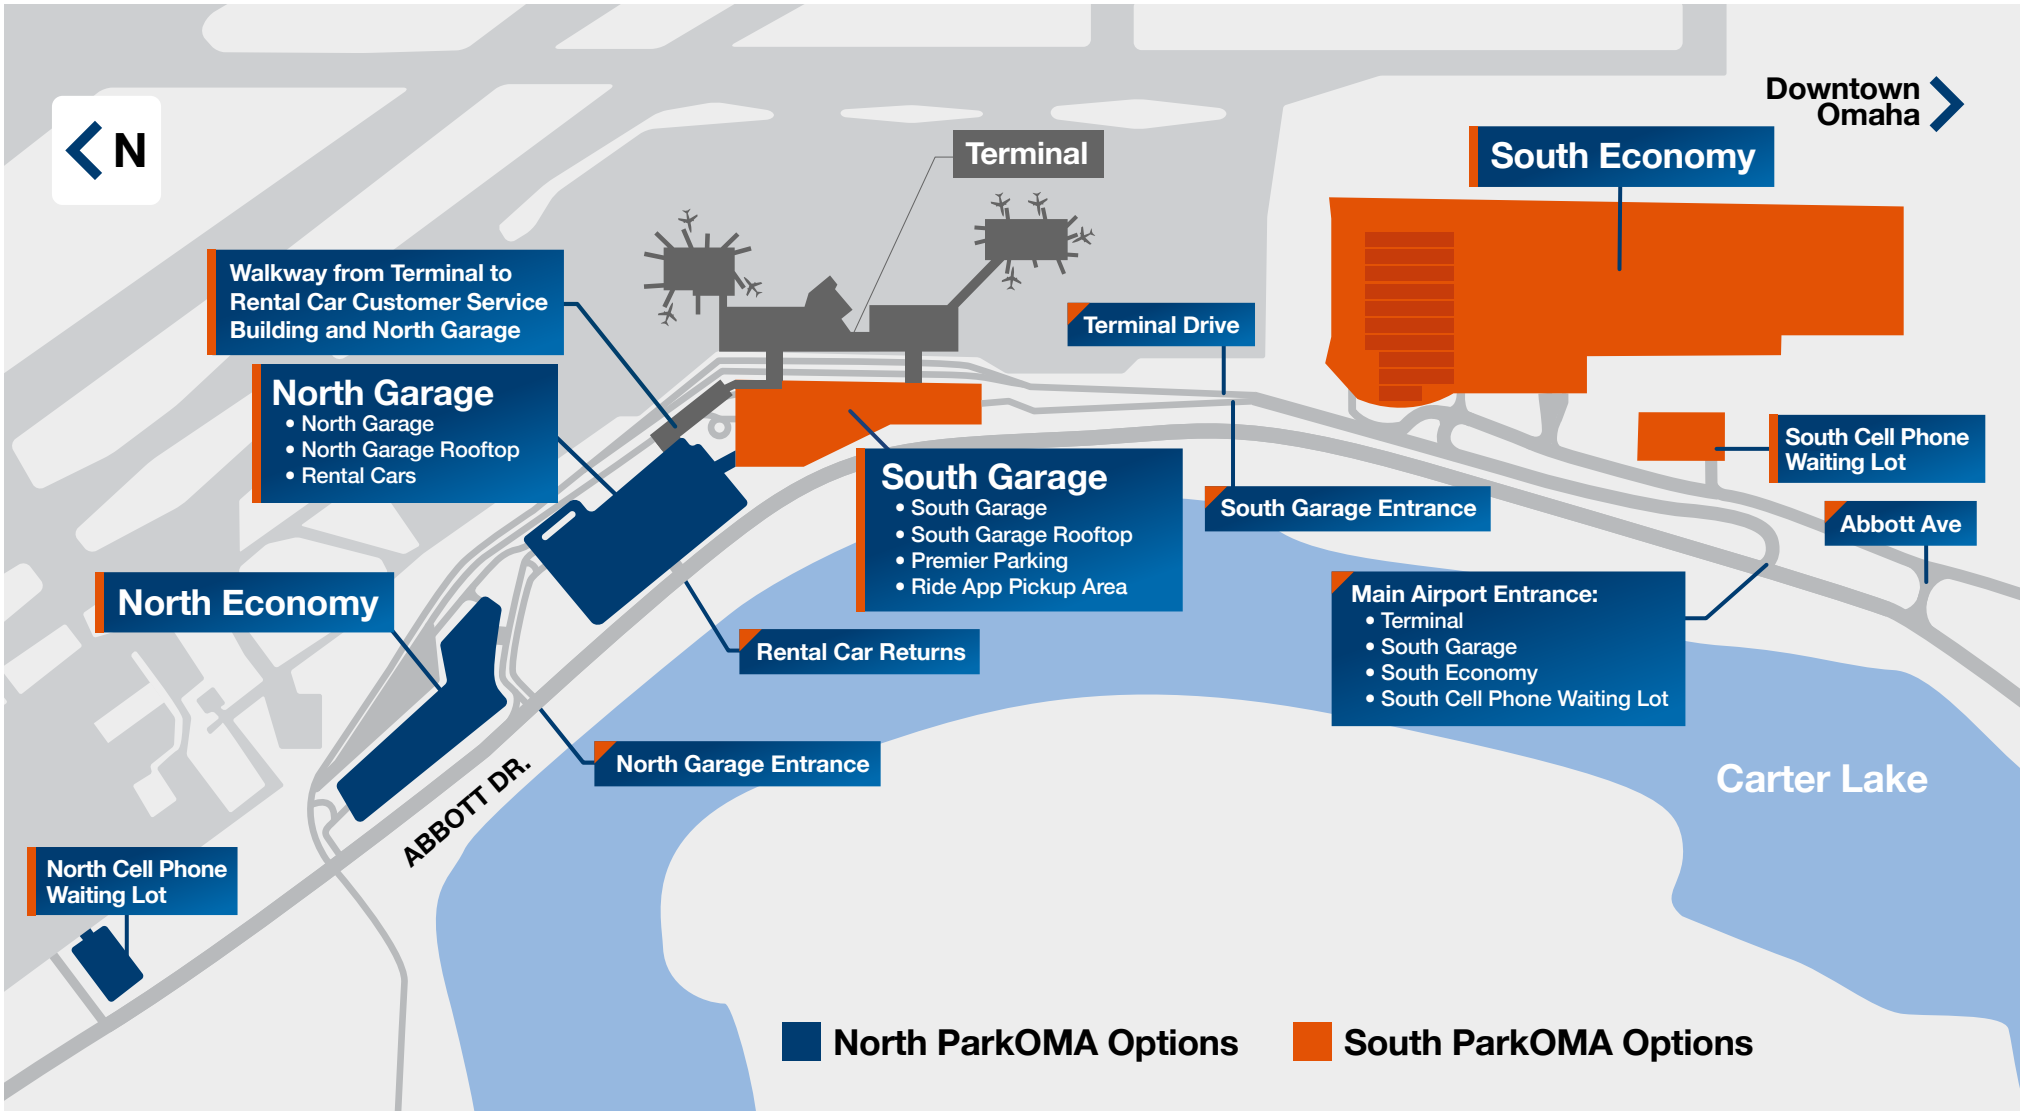 N
Downtown
Omaha
Terminal
South Economy
Walkway from Terminal to
Rental Car Customer Service
Building and North Garage
Terminal Drive
North Garage
• North Garage
• North Garage Rooftop
• Rental Cars
South Cell Phone
Waiting Lot
South Garage
• South Garage
• South Garage Rooftop
• Premier Parking
• Ride App Pickup Area
South Garage Entrance
Abbott Ave
North Economy
Main Airport Entrance:
• Terminal
• South Garage
• South Economy
• South Cell Phone Waiting Lot
Rental Car Returns
North Garage Entrance
ABBOTT DR.
Carter Lake
North Cell Phone
Waiting Lot
North ParkOMA Options
South ParkOMA Options